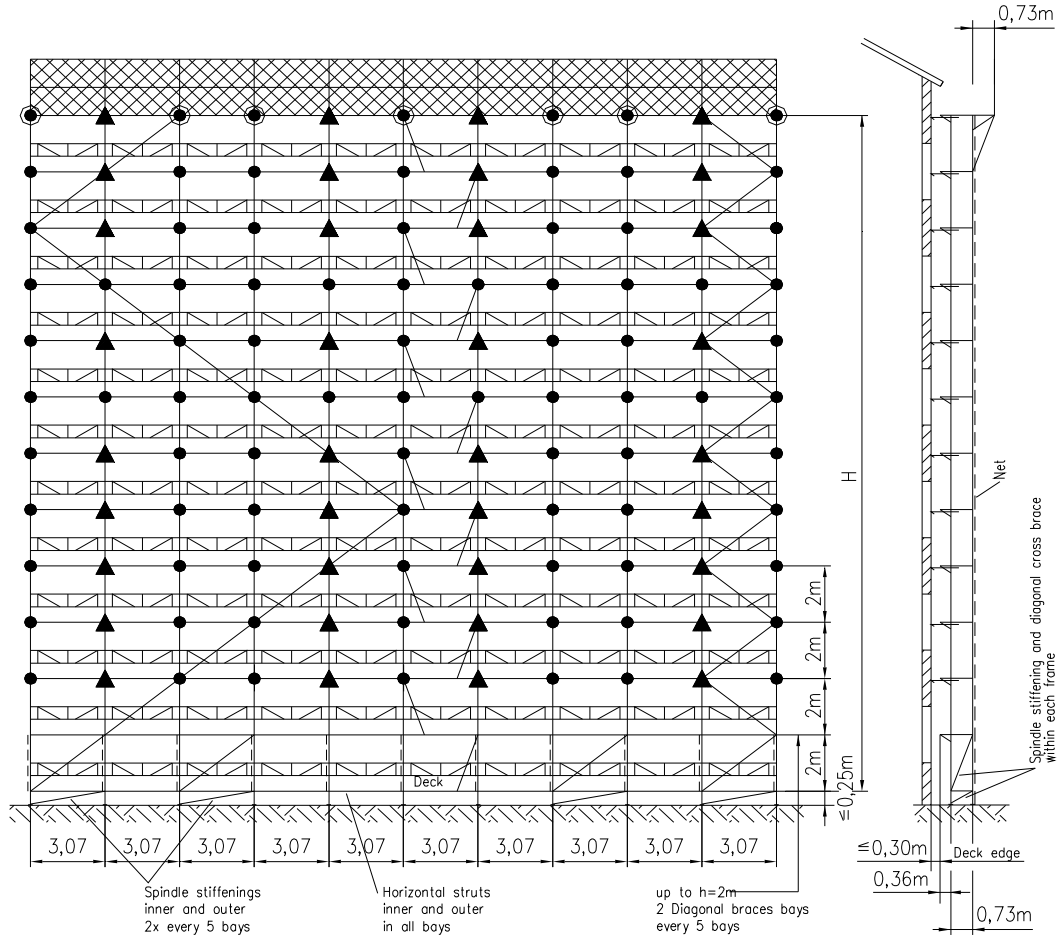 0,73m
H
Net
Spindle stiffening and diagonal cross brace
within each frame
2m
2m
2m
2m
≤0,25m
Deck
3,07
3,07
3,07
3,07
3,07
3,07
3,07
3,07
3,07
3,07
≤0,30m
Deck edge
0,36m
0,73m
Spindle stiffenings
inner and outer
2x every 5 bays
Horizontal struts
inner and outer
in all bays
up to h=2m
2 Diagonal braces bays
every 5 bays